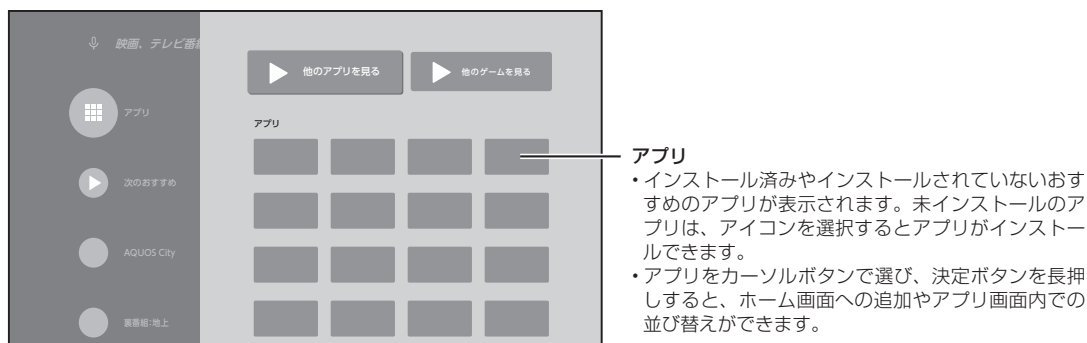 映画、テレビ番
アプリ
次のおすすめ
AQUOS City
裏番組:地上
他のアプリを見る
他のゲームを見る
アプリ
アプリ
・インストール済みやインストールされていないおす
すめのアプリが表示されます。未インストールのア
プリは、アイコンを選択するとアプリがインストー
ルできます。
・アプリをカーソルボタンで選び、決定ボタンを長押
しすると、ホーム画面への追加やアプリ画面内での
並び替えができます。